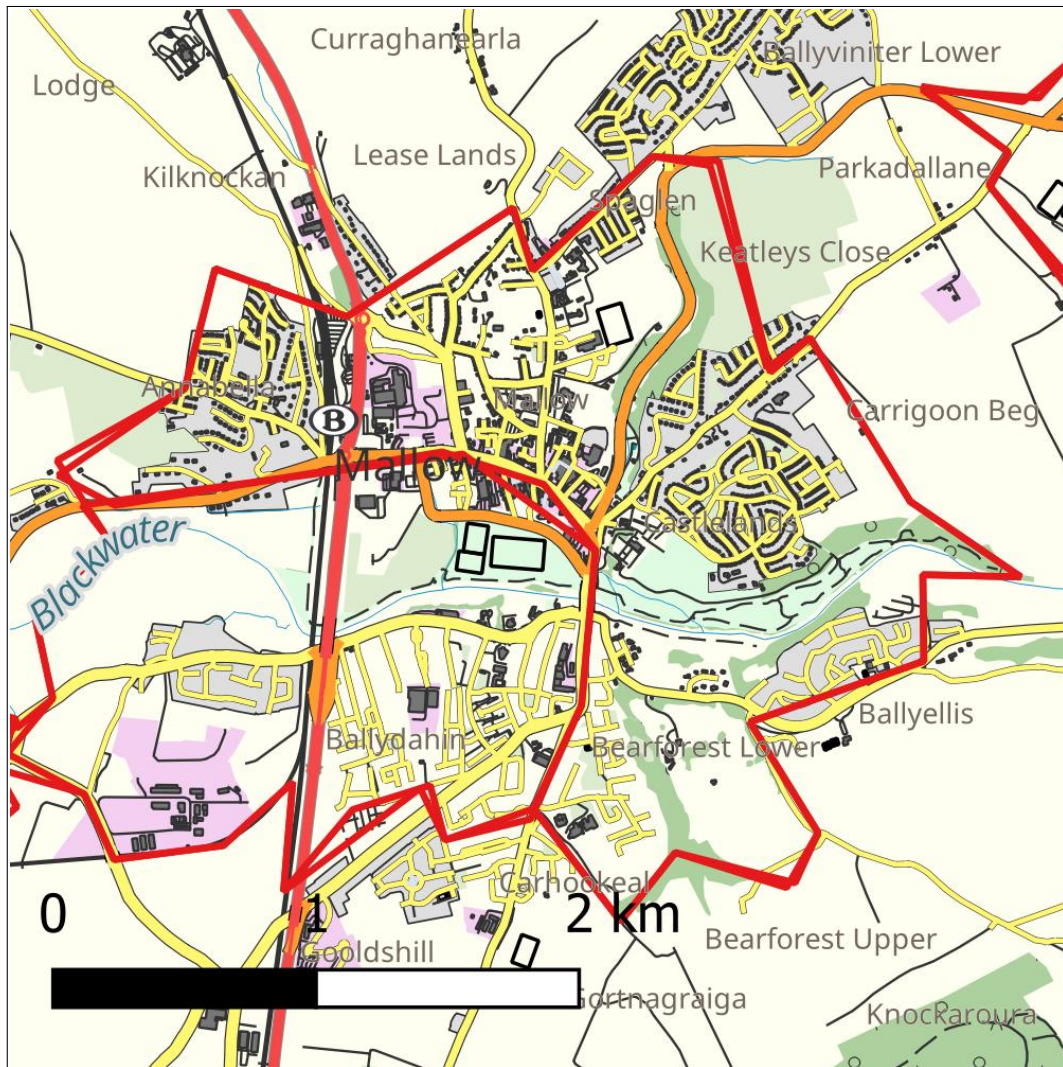 Curraghanearla
Ballyviniter Lower
Lodge
Lease Lands
Kilknockan
Parkadallane
Spaglen
Keatleys Close
Annabella
Mallow
Carrigoon Beg
B
Mallow
Castlelands
Blackwater
Ballyellis
Ballydahin
Bearforest Lower
Carhookeal
0
1
2 km
Bearforest Upper
Gooldshill
Gortnagraiga
Knockaroura